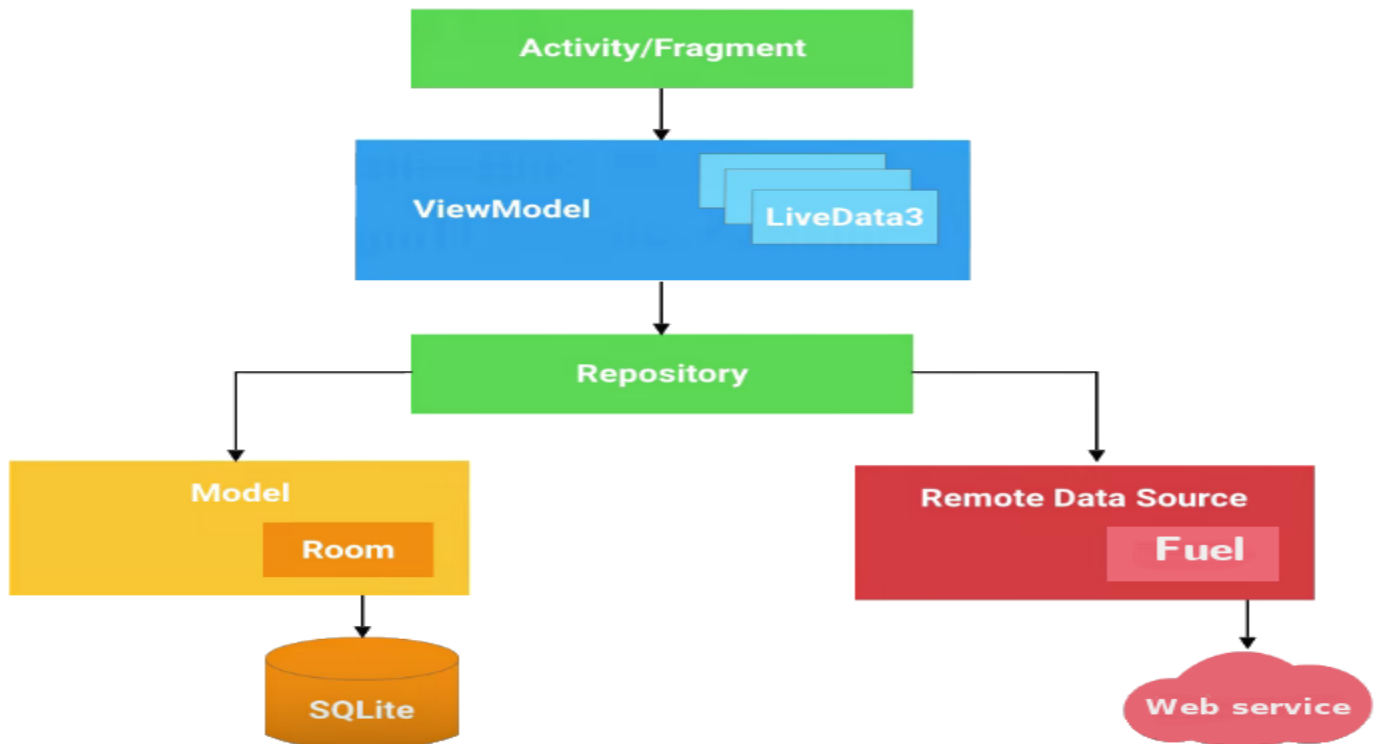 Activity/Fragment
ViewModel
LiveData3
Repository
Model
Room
Remote Data Source
Fuel
SQLite
Web service